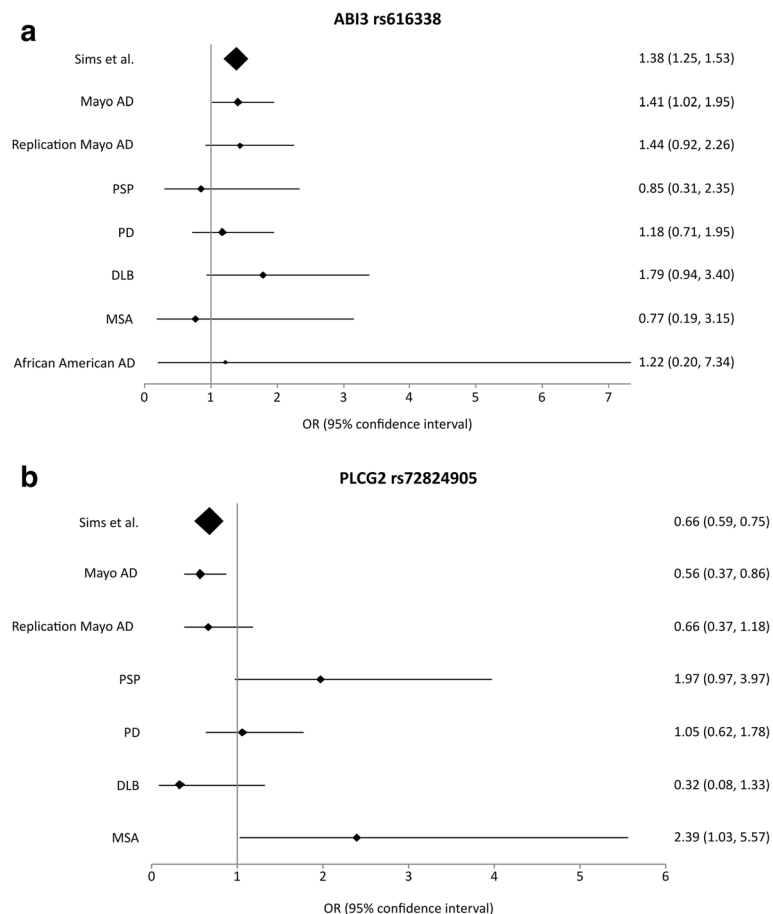 a
ABI3 rs616338
Sims et al. 1.38 (1.25, 1.53)
Mayo AD 1.41 (1.02, 1.95)
Replication Mayo AD 1.44 (0.92, 2.26)
PSP 0.85 (0.31, 2.35)
PD 1.18 (0.71, 1.95)
DLB 1.79 (0.94, 3.40)
MSA 0.77 (0.19, 3.15)
African American AD 1.22 (0.20, 7.34)
0 1 2 3 4 5 6 7
OR (95% confidence interval)
b
PLCG2 rs72824905
Sims et al. 0.66 (0.59, 0.75)
Mayo AD 0.56 (0.37, 0.86)
Replication Mayo AD 0.66 (0.37, 1.18)
PSP 1.97 (0.97, 3.97)
PD 1.05 (0.62, 1.78)
DLB 0.32 (0.08, 1.33)
MSA 2.39 (1.03, 5.57)
0 1 2 3 4 5 6
OR (95% confidence interval)